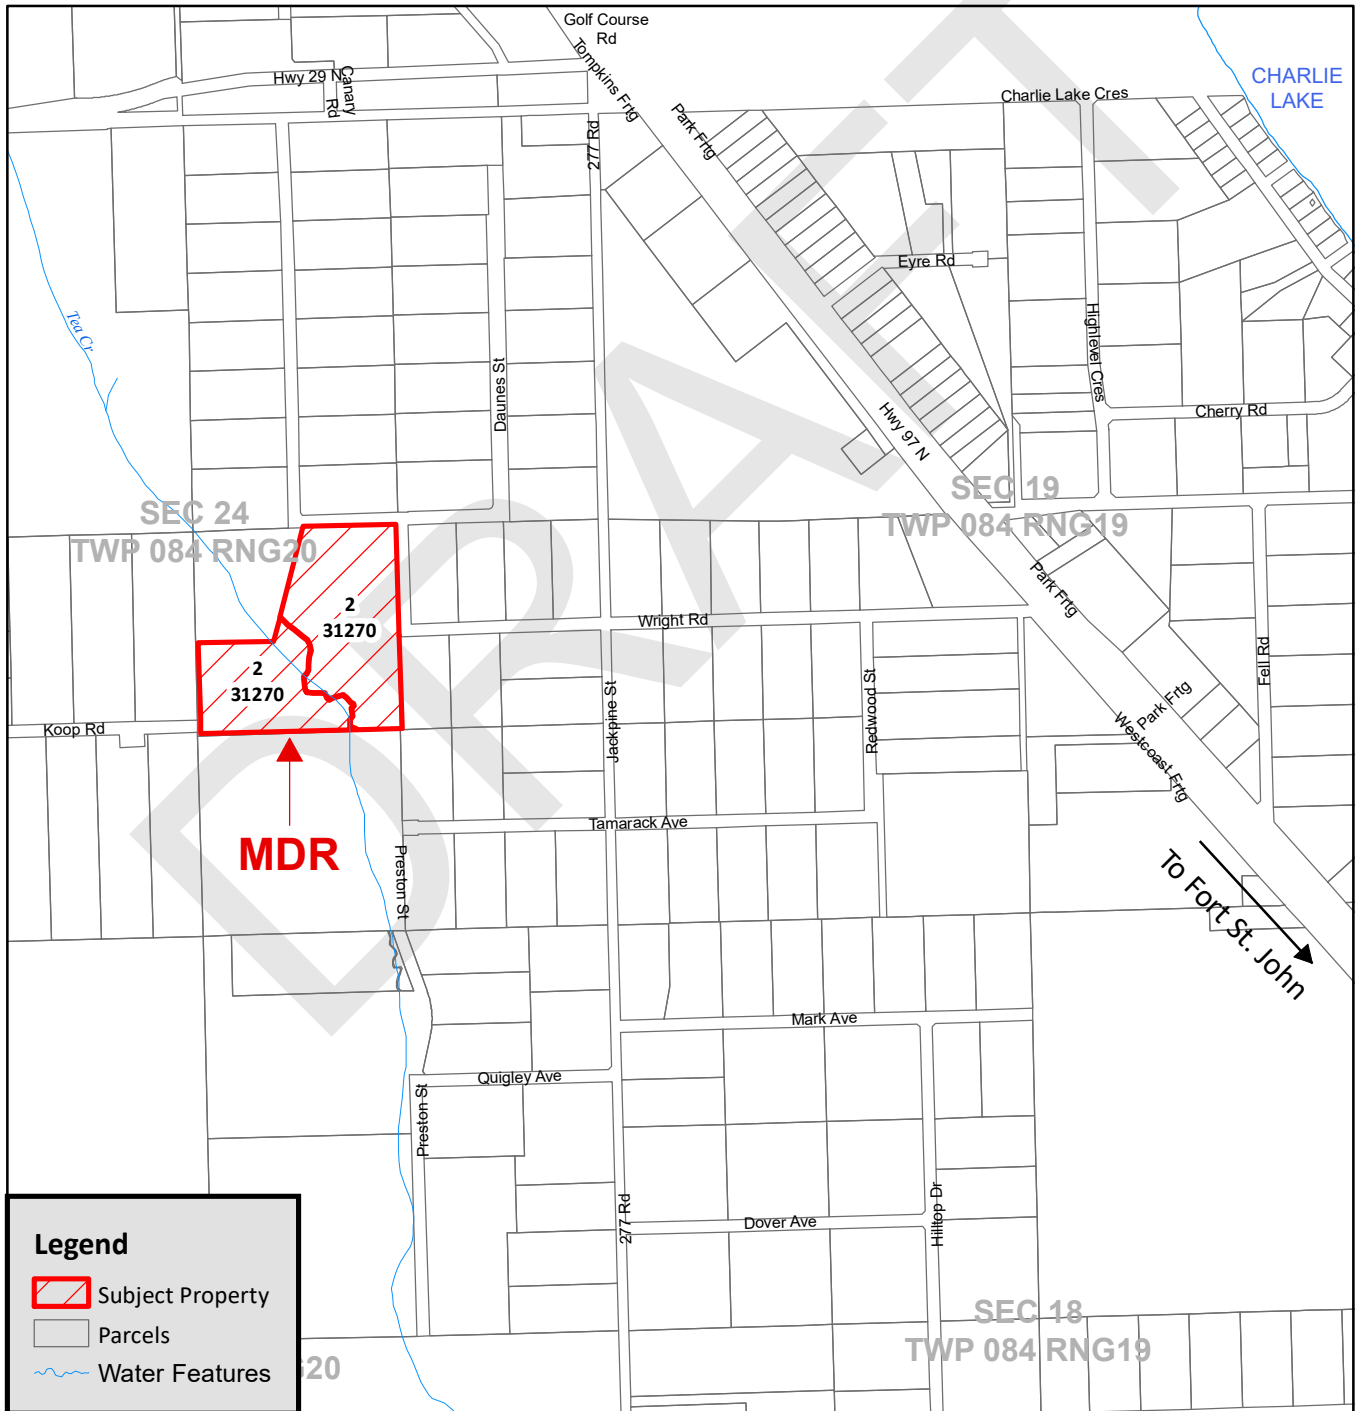 Golf Course
Rd
Tompkins Frtg
Hwy 29 N
Canary
Rd
277 Rd
Park Frtg
Charlie Lake Cres
CHARLIE
LAKE
Eyre Rd
Tea Cr
Daunes St
Highlevel Cres
Cherry Rd
Hwy 97 N
SEC 24
TWP 084 RNG20
SEC 19
TWP 084 RNG19
2
31270
2
31270
Wright Rd
Park Frtg
Fell Rd
Koop Rd
Jackpine St
Redwood St
Park Frtg
Westcoast Frtg
MDR
Tamarack Ave
Preston St
To Fort St. John
Mark Ave
Quigley Ave
Preston St
277 Rd
Dover Ave
Hilltop Dr
SEC 18
TWP 084 RNG19
Legend
Subject Property
Parcels
Water Features
G20
DRAFT